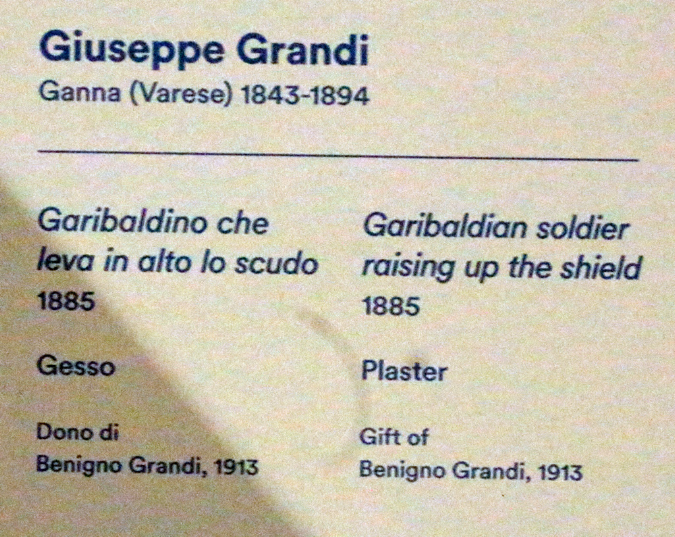 Giuseppe Grandi
Ganna (Varese) 1843-1894
Garibaldino che
leva in alto lo scudo
1885
Gesso
Dono di
Benigno Grandi, 1913
Garibaldian soldier
raising up the shield
1885
Plaster
Gift of
Benigno Grandi, 1913